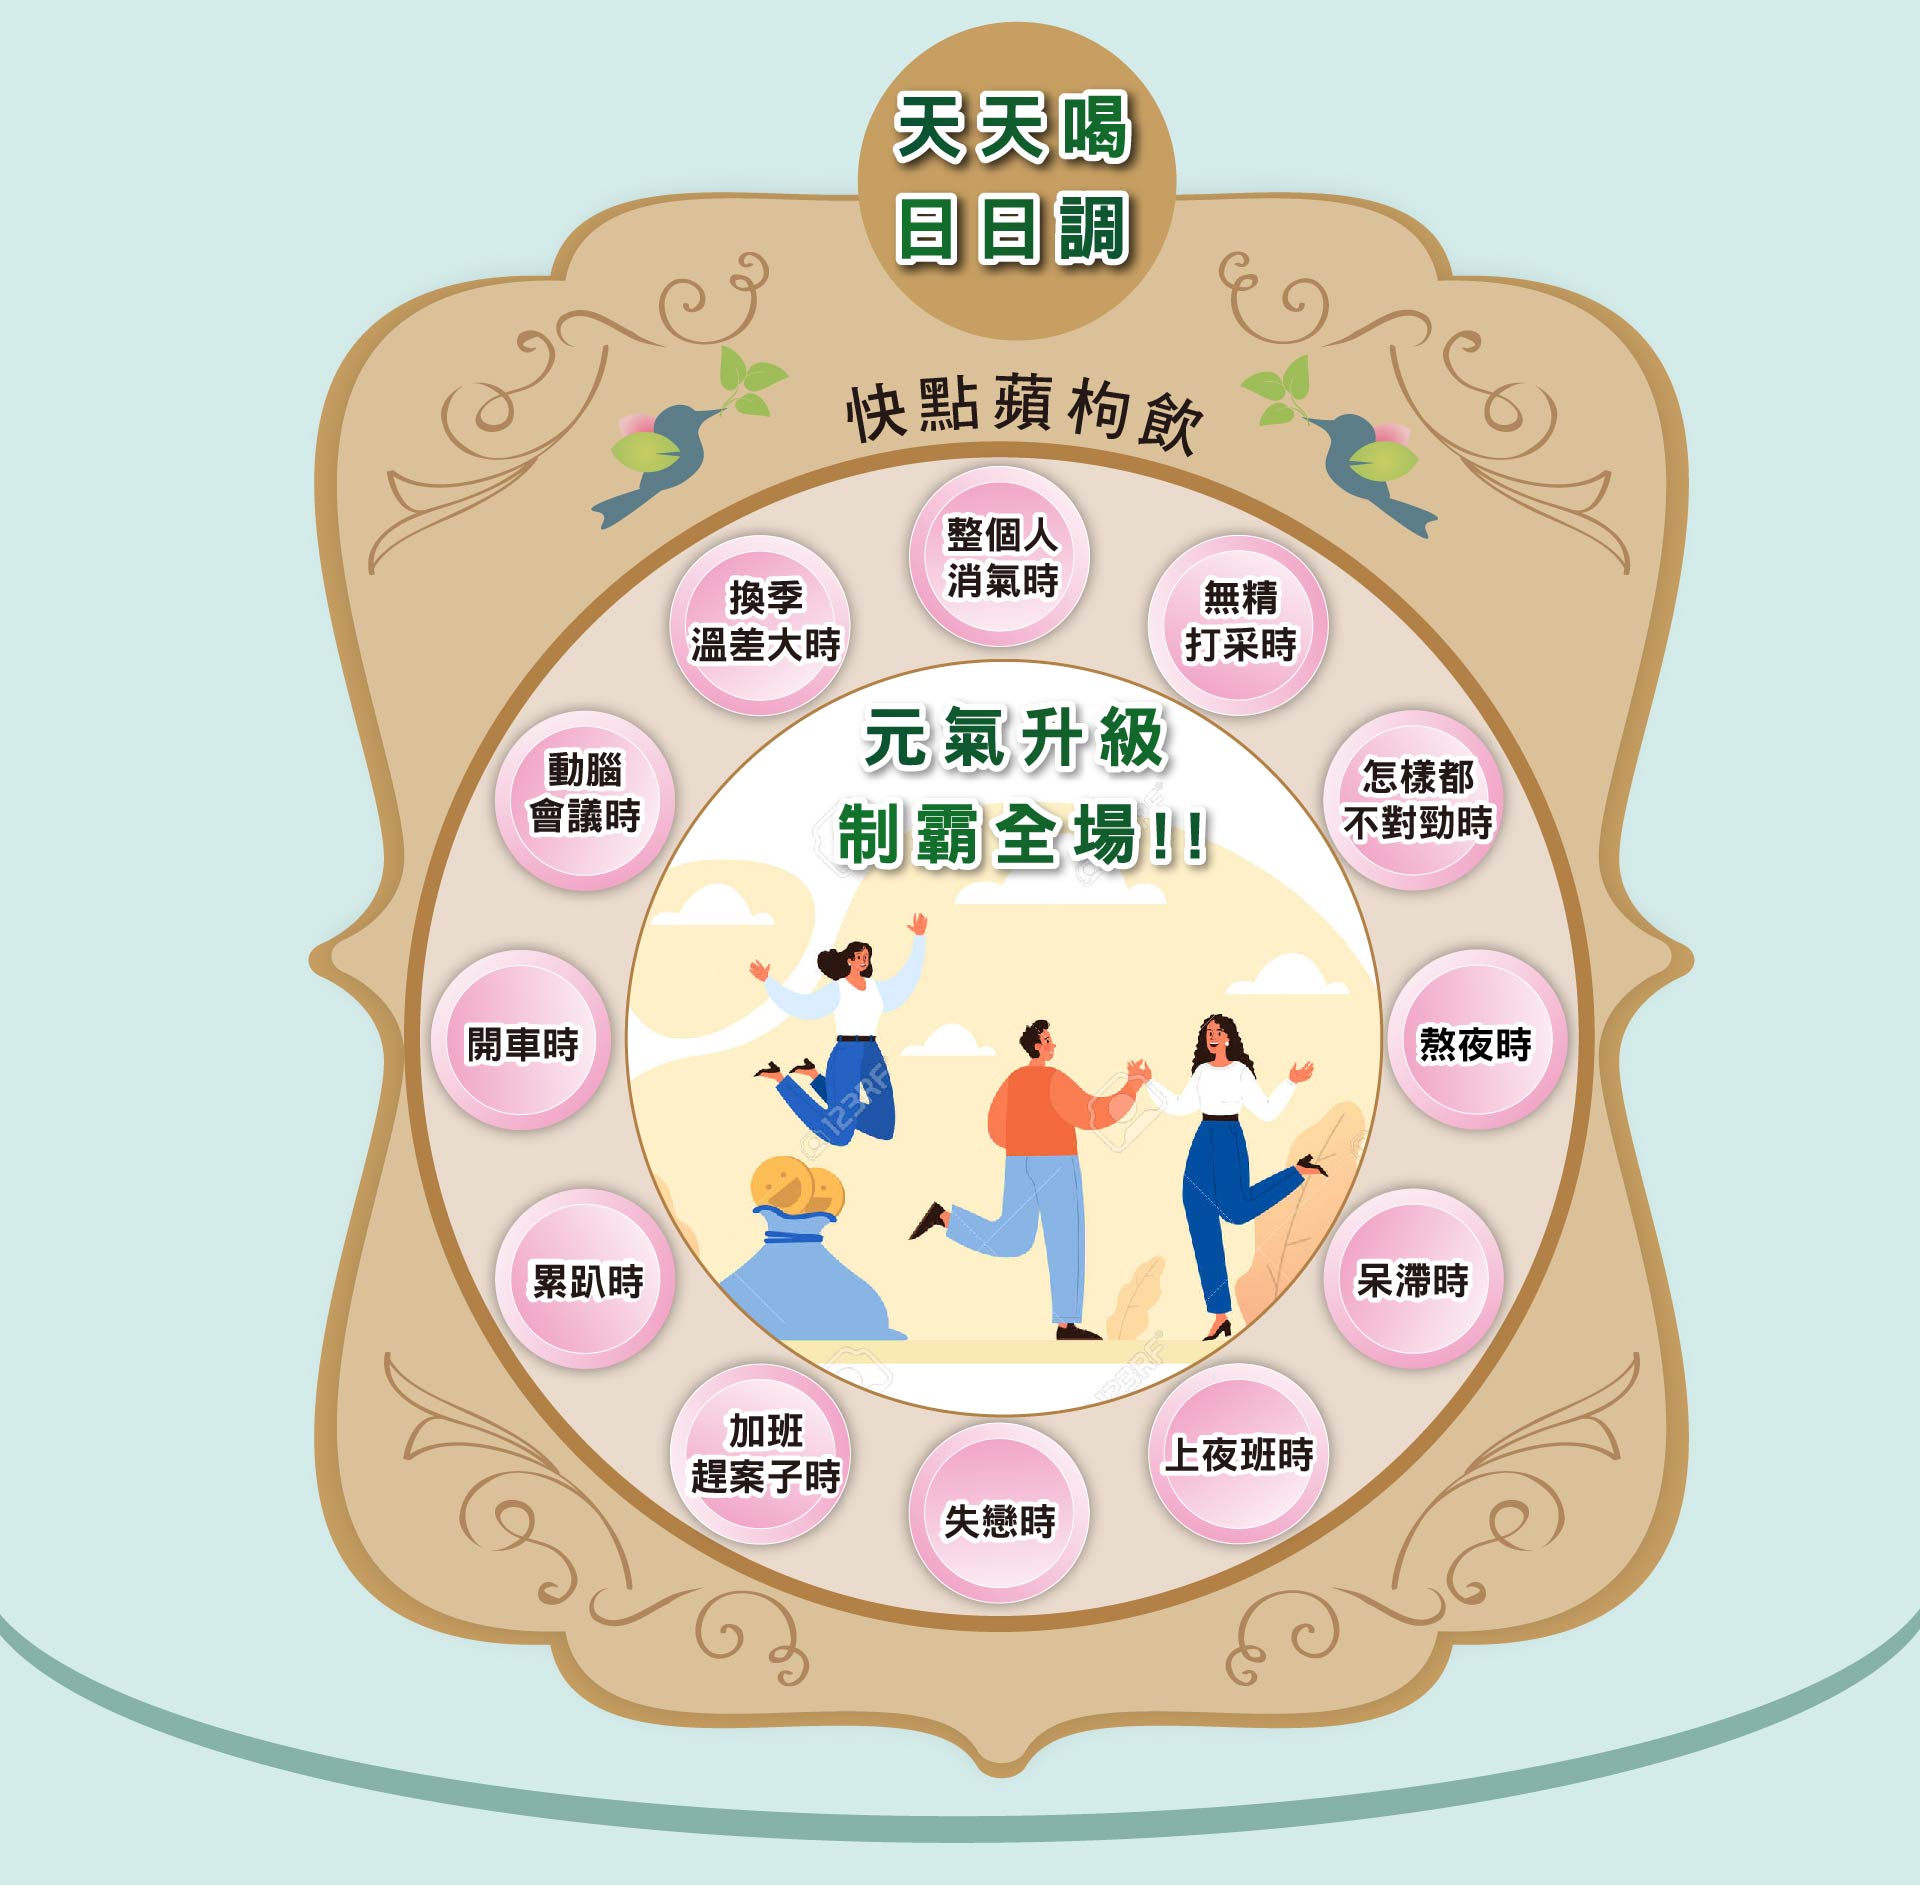 天天喝
日日調
快點蘋枸飲
整個人
消氣時
無精
打采時
怎樣都
不對勁時
熬夜時
呆滯時
上夜班時
失戀時
加班
趕案子時
累趴時
開車時
動腦
會議時
換季
溫差大時
元氣升級
制霸全場!!
@123RF
123RF